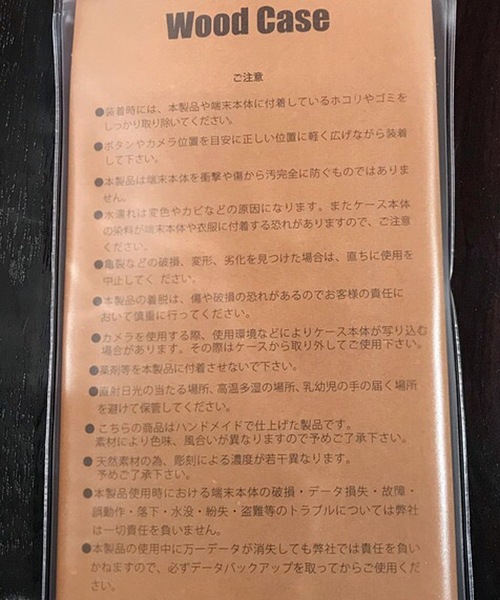 Wood Case
ご注意
●装着時には、本製品や端末本体に付着しているホコリやゴミを
しっかり取り除いてください。
●ボタンやカメラ位置を目安に正しい位置に軽く広げながら装着
して下さい。
●本製品は端末本体を衝撃や傷から汚完全に防ぐものではありま
せん。
●水濡れは変色やカビなどの原因になります。またケース本体
の染料が端末本体や衣服に付着する恐れがありますので、ご注意
ください。
●亀裂などの破損、変形、劣化を見つけた場合は、直ちに使用を
中止してく ださい。
●本製品の着脱は、傷や破損の恐れがあるのでお客様の責任に
おいて慎重に行ってください。
●カメラを使用する際、使用環境などによりケース本体が写り込む
場合があります。その際はケースから取り外してご使用下さい。
●薬剤等を本製品に付着させないで下さい。
●直射日光の当たる場所、高温多湿の場所、乳幼児の手の届く場所
を避けて保管してください。
●こちらの商品はハンドメイドで仕上げた製品です。
素材により色味、風合いが異なりますので予めご了承下さい。
●天然素材の為、彫刻による濃度が若干異なります。
予めご了承下さい。
●本製品使用時における端末本体の破損・データ損失・故障・
誤動作・落下・水没・紛失・盗難等のトラブルについては弊社
は一切責任を負いません。
●本製品の使用中に万一データが消失しても弊社では責任を負い
かねますので、必ずデータバックアップを取ってからご使用くだ
さい。